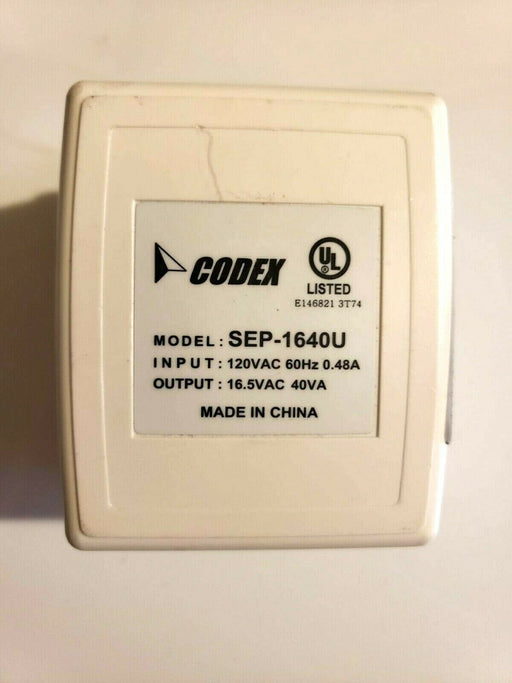 CODEX
UL
®
LISTED
E146821 3T74
MODEL: SEP-1640U
INPUT: 120VAC 60Hz 0.48A
OUTPUT: 16.5VAC 40VA
MADE IN CHINA